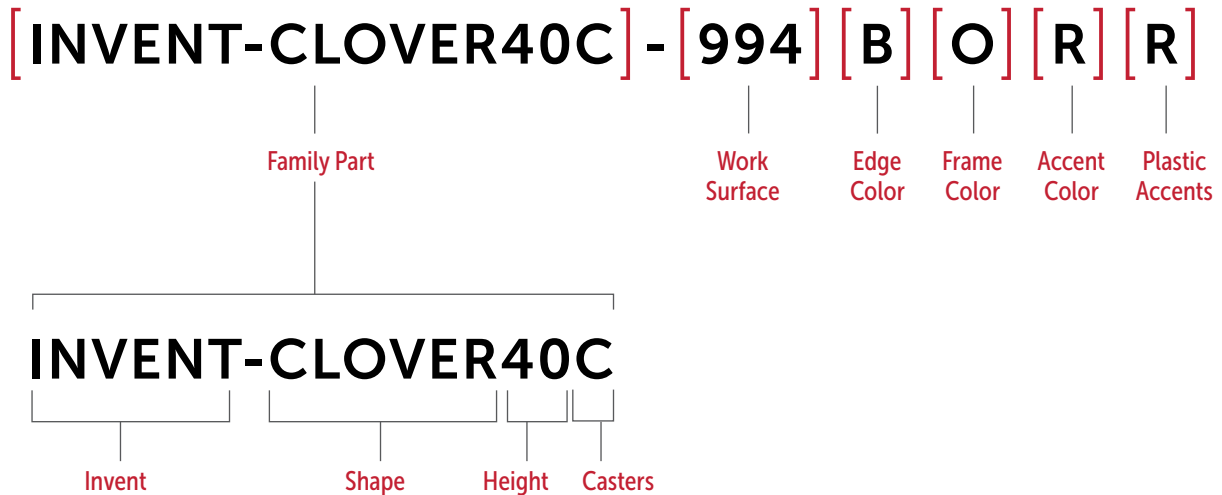 [INVENT-CLOVER40C]-[994][B][O][R][R]
Family Part
Work
Surface
Edge
Color
Frame
Color
Accent
Color
Plastic
Accents
INVENT-CLOVER40C
Invent
Shape
Height
Casters